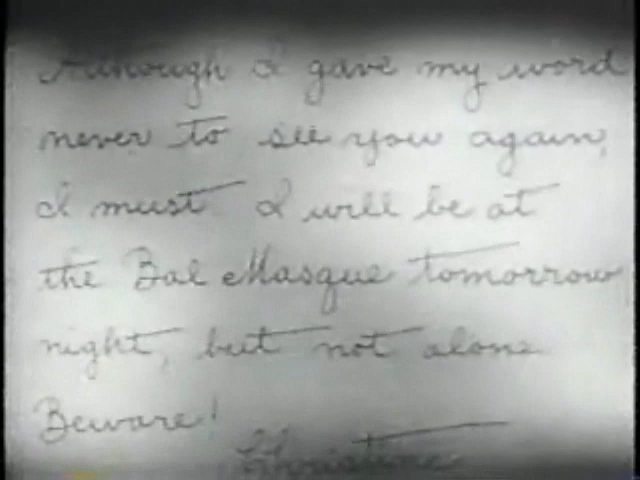 Although I gave my word
never to see you again,
I must. I will be at
the Bal Masque tomorrow
night, but not alone.
Beware!
Christine